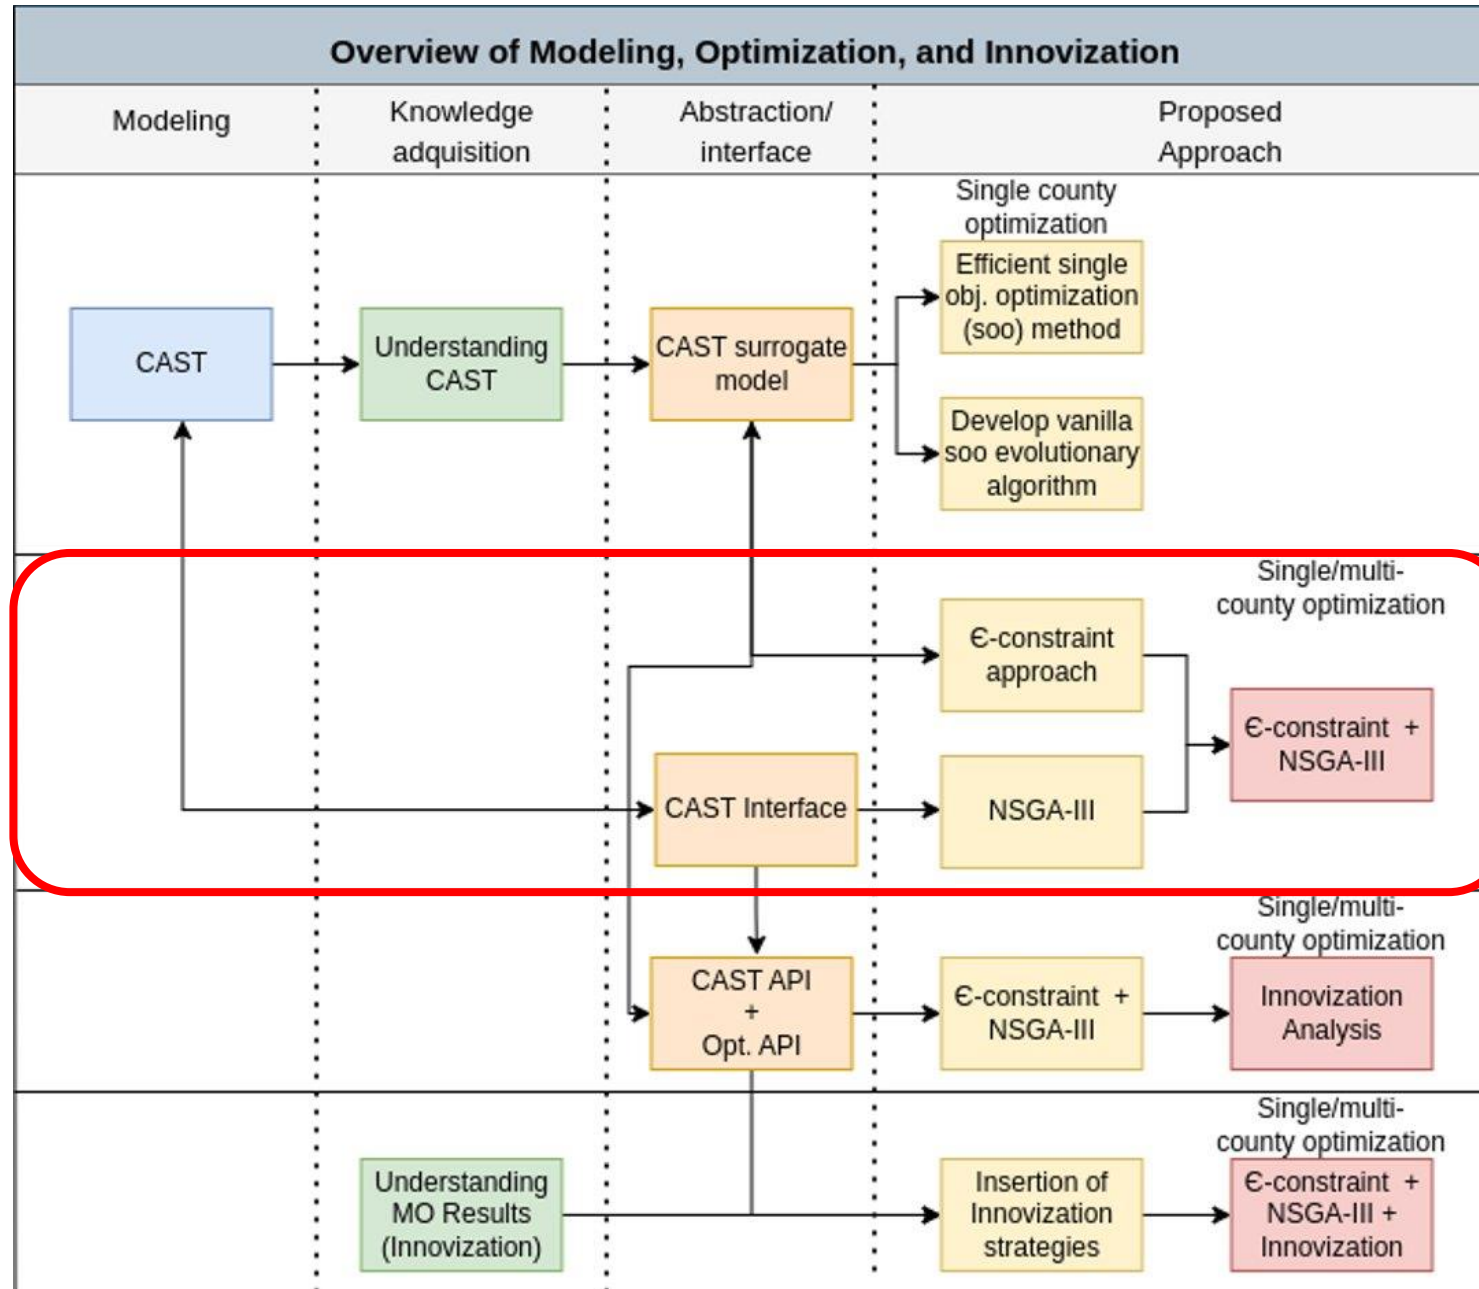 Overview of Modeling, Optimization, and Innovization
Modeling
Knowledge
adquisition
Abstraction/
interface
Proposed
Approach
Single county
optimization
CAST
Understanding
CAST
CAST surrogate
model
Efficient single
obj. optimization
(soo) method
Develop vanilla
soo evolutionary
algorithm
Single/multi-
county optimization
Є-constraint
approach
Є-constraint +
NSGA-III
CAST Interface
NSGA-III
Single/multi-
county optimization
CAST API
+
Opt. API
Є-constraint +
NSGA-III
Innovization
Analysis
Single/multi-
county optimization
Understanding
MO Results
(Innovization)
Insertion of
Innovization
strategies
Є-constraint +
NSGA-III +
Innovization